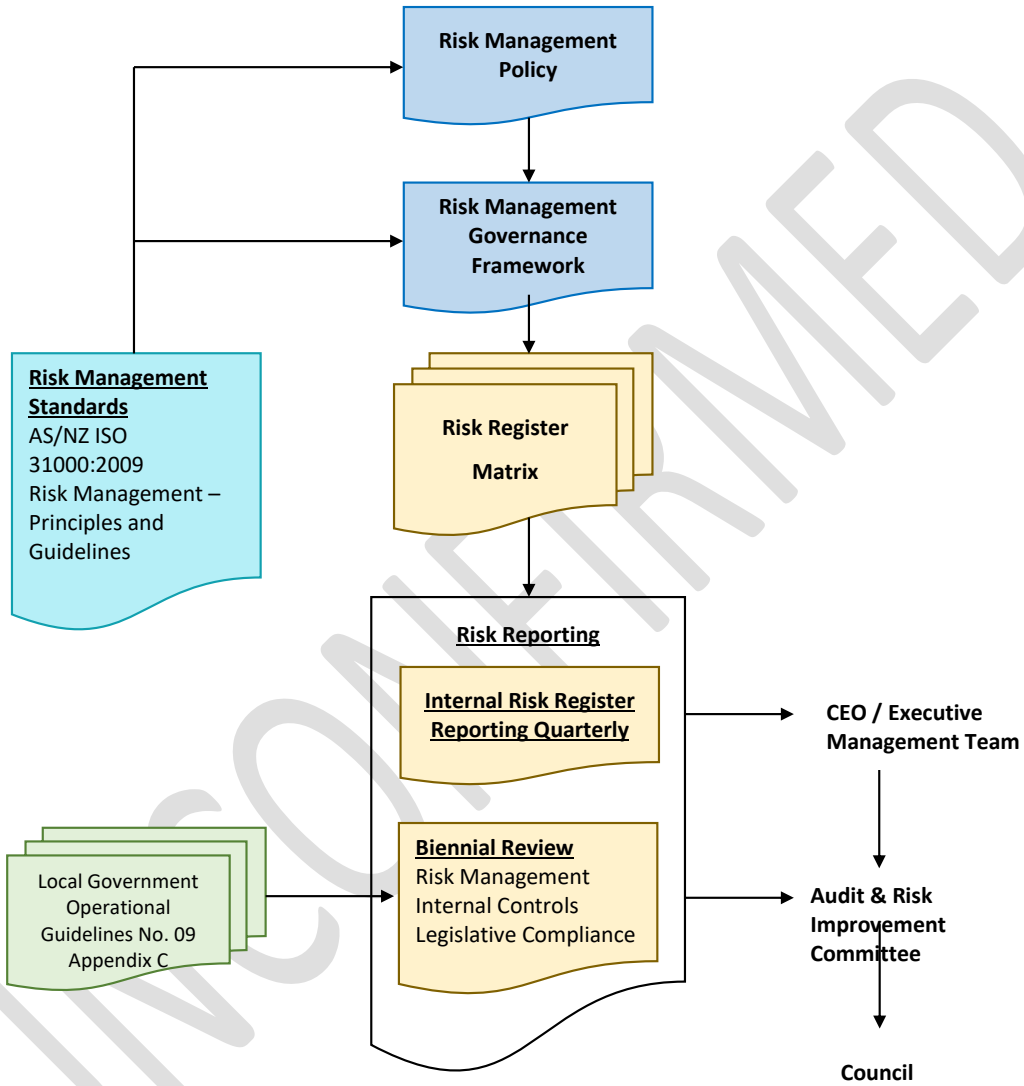 Risk Management
Policy
Risk Management
Governance
Framework
Risk Management
Standards
AS/NZ ISO
31000:2009
Risk Management –
Principles and
Guidelines
Risk Register
Matrix
Risk Reporting
Internal Risk Register
Reporting Quarterly
CEO / Executive
Management Team
Local Government
Operational
Guidelines No. 09
Appendix C
Biennial Review
Risk Management
Internal Controls
Legislative Compliance
Audit & Risk
Improvement
Committee
Council